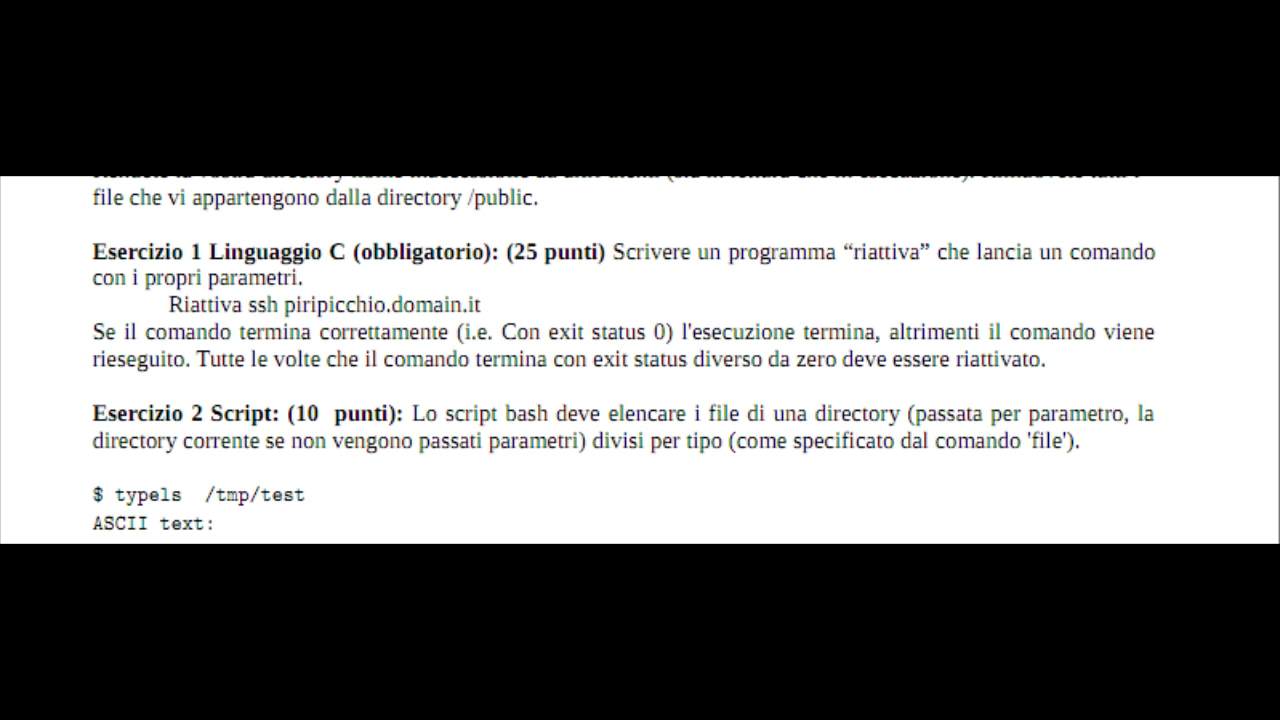 file che vi appartengono dalla directory /public.
Esercizio 1 Linguaggio C (obbligatorio): (25 punti) Scrivere un programma “riattiva” che lancia un comando
con i propri parametri.
Riattiva ssh piripicchio.domain.it
Se il comando termina correttamente (i.e. Con exit status 0) l'esecuzione termina, altrimenti il comando viene
rieseguito. Tutte le volte che il comando termina con exit status diverso da zero deve essere riattivato.
Esercizio 2 Script: (10  punti): Lo script bash deve elencare i file di una directory (passata per parametro, la
directory corrente se non vengono passati parametri) divisi per tipo (come specificato dal comando 'file').
$ typels  /tmp/test
ASCII text: